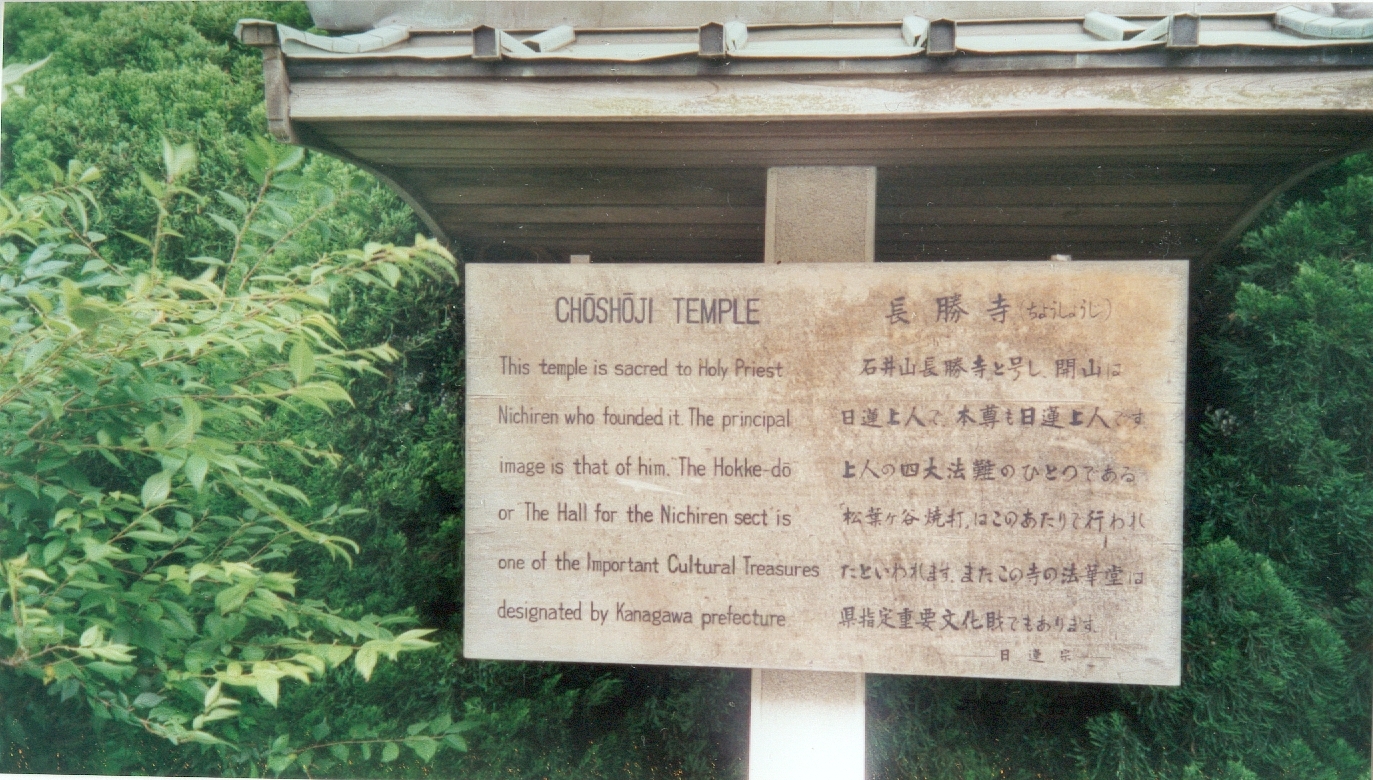 CHŌSHŌJI TEMPLE
This temple is sacred to Holy Priest
Nichiren who founded it. The principal
image is that of him. "The Hokke-dō
or The Hall for the Nichiren sect" is
one of the Important Cultural Treasures
designated by Kanagawa prefecture
長勝寺(ちょうしょうじ)
石井山長勝寺と号し、開山は
日蓮上人で、本尊も日蓮上人です
上人の四大法難のひとつである
「松葉ヶ谷焼打」はこのあたりで行われ
たといわれます。またこの寺の法華堂は
県指定重要文化財でもあります。
日蓮宗